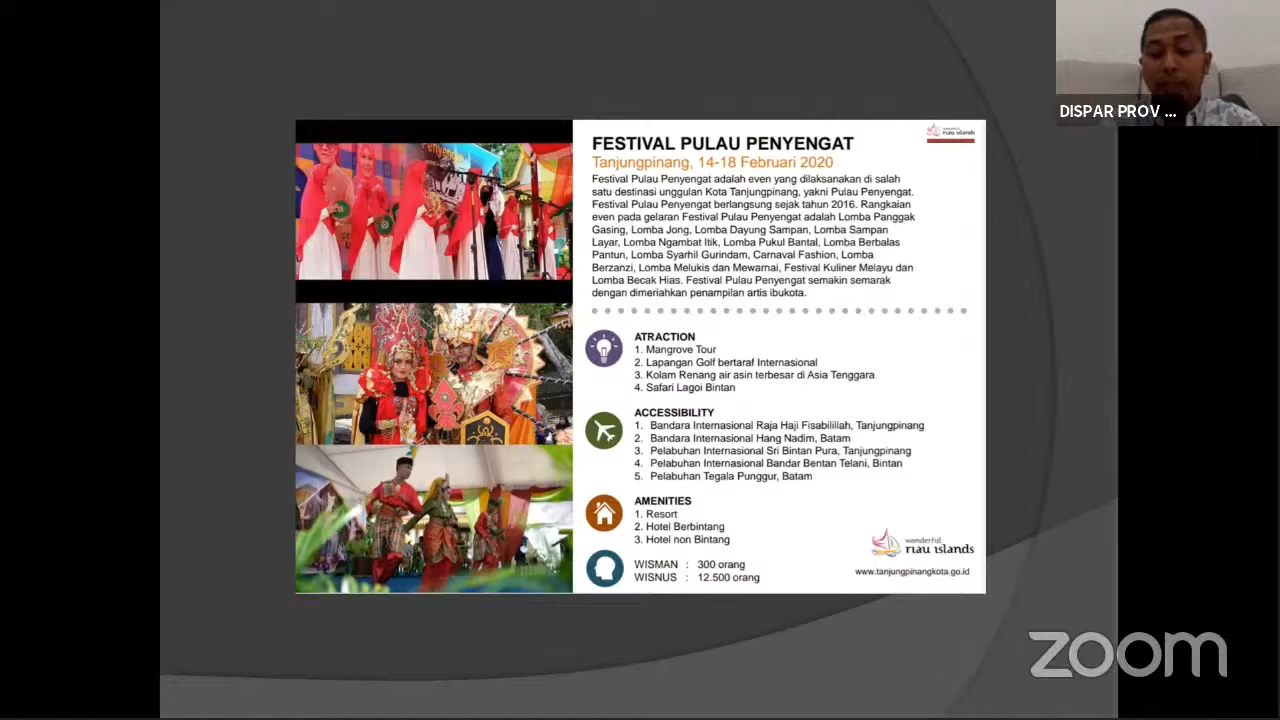 DISPAR PROV ...
wonderful
riau islands
FESTIVAL PULAU PENYENGAT
Tanjungpinang, 14-18 Februari 2020
Festival Pulau Penyengat adalah even yang dilaksanakan di salah
satu destinasi unggulan Kota Tanjungpinang, yakni Pulau Penyengat.
Festival Pulau Penyengat berlangsung sejak tahun 2016. Rangkaian
even pada gelaran Festival Pulau Penyengat adalah Lomba Panggak
Gasing, Lomba Jong, Lomba Dayung Sampan, Lomba Sampan
Layar, Lomba Ngambat Itik, Lomba Pukul Bantal, Lomba Berbalas
Pantun, Lomba Syarhil Gurindam, Carnaval Fashion, Lomba
Berzanzi, Lomba Melukis dan Mewarnai, Festival Kuliner Melayu dan
Lomba Becak Hias. Festival Pulau Penyengat semakin semarak
dengan dimeriahkan penampilan artis ibukota.
ATRACTION
1. Mangrove Tour
2. Lapangan Golf bertaraf Internasional
3. Kolam Renang air asin terbesar di Asia Tenggara
4. Safari Lagoi Bintan
ACCESSIBILITY
1. Bandara Internasional Raja Haji Fisabilillah, Tanjungpinang
2. Bandara Internasional Hang Nadim, Batam
3. Pelabuhan Internasional Sri Bintan Pura, Tanjungpinang
4. Pelabuhan Internasional Bandar Bentan Telani, Bintan
5. Pelabuhan Tegala Punggur, Batam
AMENITIES
1. Resort
2. Hotel Berbintang
3. Hotel non Bintang
WISMAN : 300 orang
WISNUS : 12.500 orang
wonderful
riau islands
www.tanjungpinangkota.go.id
zoom